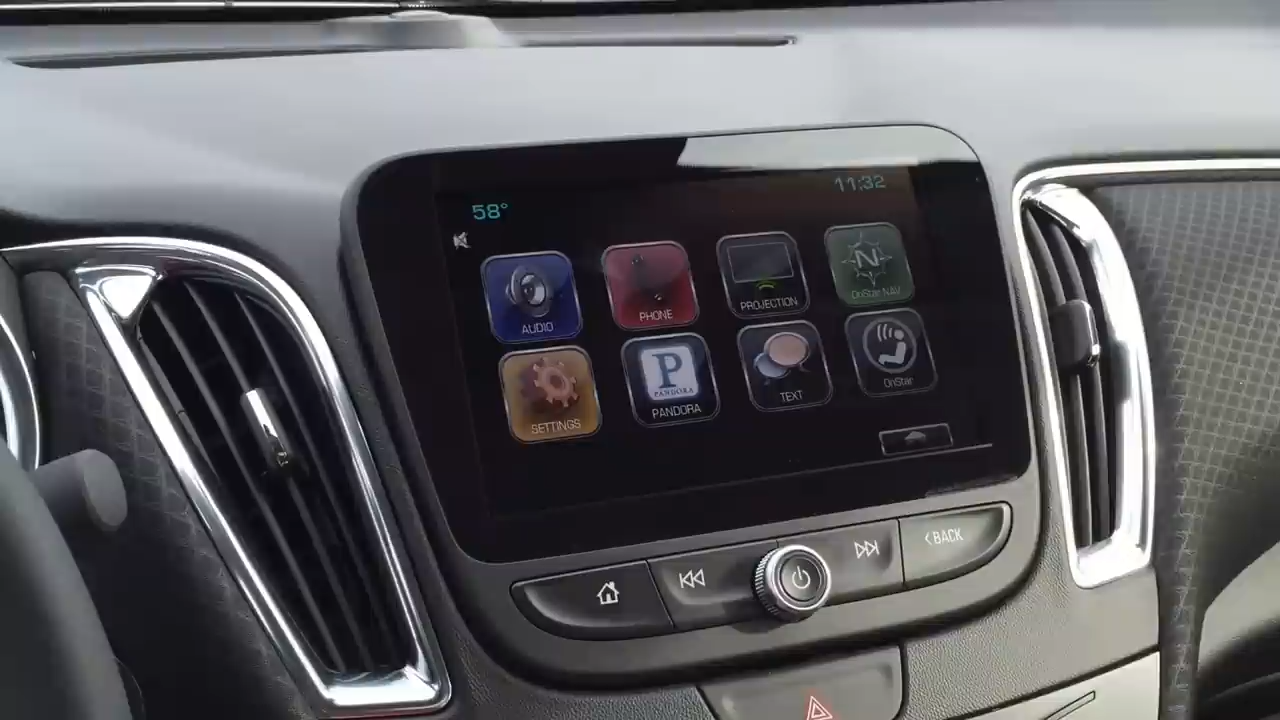 58°
11:32
AUDIO
PHONE
PROJECTION
N
OnStar NAV
SETTINGS
P
PANDORA
PANDORA
TEXT
OnStar
<BACK